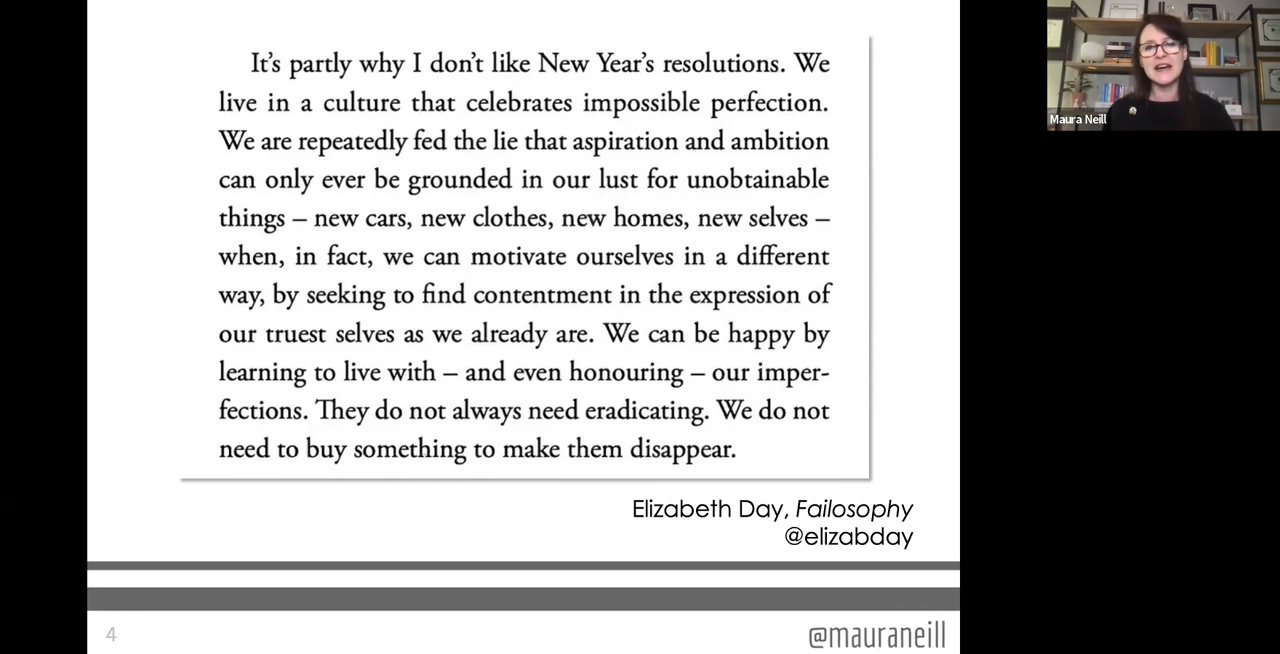 It’s partly why I don’t like New Year’s resolutions. We
live in a culture that celebrates impossible perfection.
We are repeatedly fed the lie that aspiration and ambition
can only ever be grounded in our lust for unobtainable
things – new cars, new clothes, new homes, new selves –
when, in fact, we can motivate ourselves in a different
way, by seeking to find contentment in the expression of
our truest selves as we already are. We can be happy by
learning to live with – and even honouring – our imper-
fections. They do not always need eradicating. We do not
need to buy something to make them disappear.
Elizabeth Day, Failosophy
@elizabday
4
@mauraneill
Maura Neill